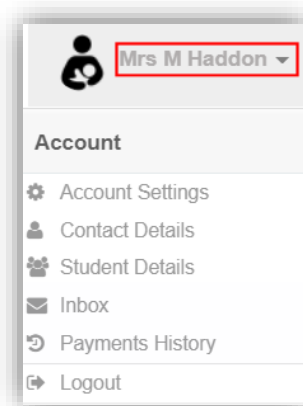 Mrs M Haddon
Account
Account Settings
Contact Details
Student Details
Inbox
Payments History
Logout